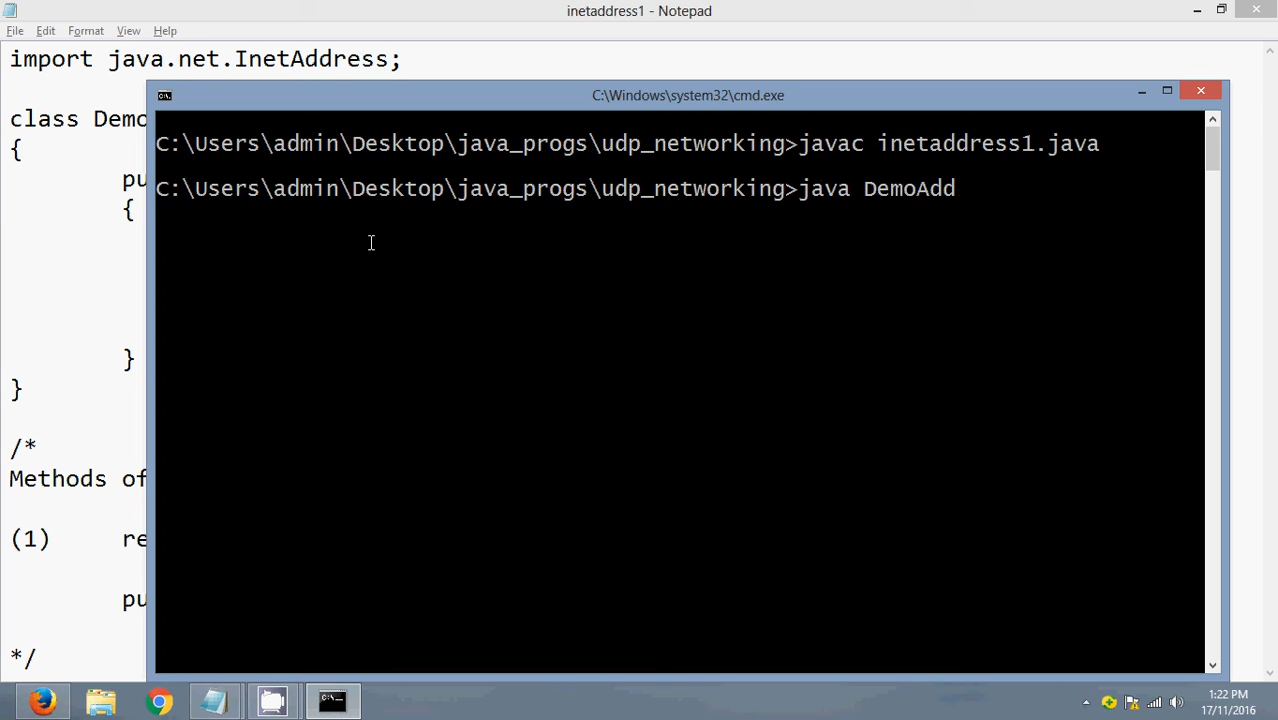 inetaddress1 - Notepad
File Edit Format View Help
import java.net.InetAddress;
C:\Windows\system32\cmd.exe
class Demo
{
C:\Users\admin\Desktop\java_progs\udp_networking>javac inetaddress1.java
pu
C:\Users\admin\Desktop\java_progs\udp_networking>java DemoAdd
{
}
}
/*
Methods of
(1) re
pu
*/
1:22 PM
17/11/2016